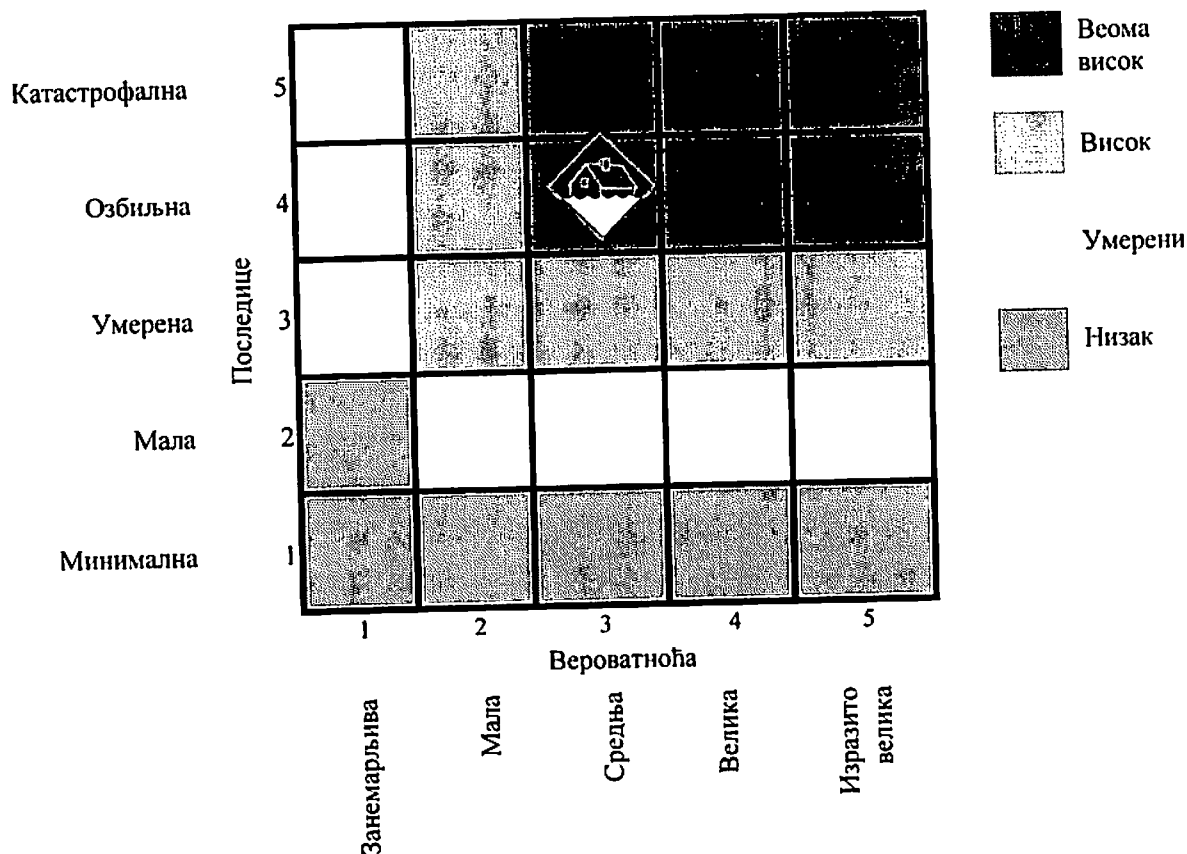 Веома
висок
Висок
Умерени
Низак
Последице
Катастрофална 5
Озбиљна 4
Умерена 3
Мала 2
Минимална 1
1 2 3 4 5
Вероватноћа
Занемарљива
Мала
Средња
Велика
Изразито
велика